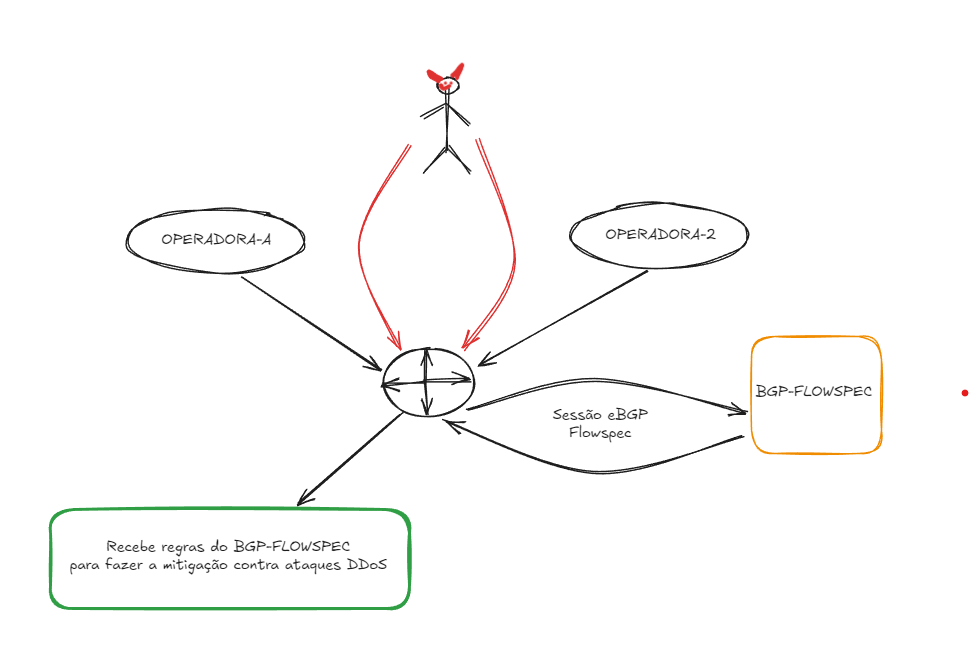 OPERADORA-A
OPERADORA-2
BGP-FLOWSPEC
Sessão eBGP
Flowspec
Recebe regras do BGP-FLOWSPEC
para fazer a mitigação contra ataques DDoS